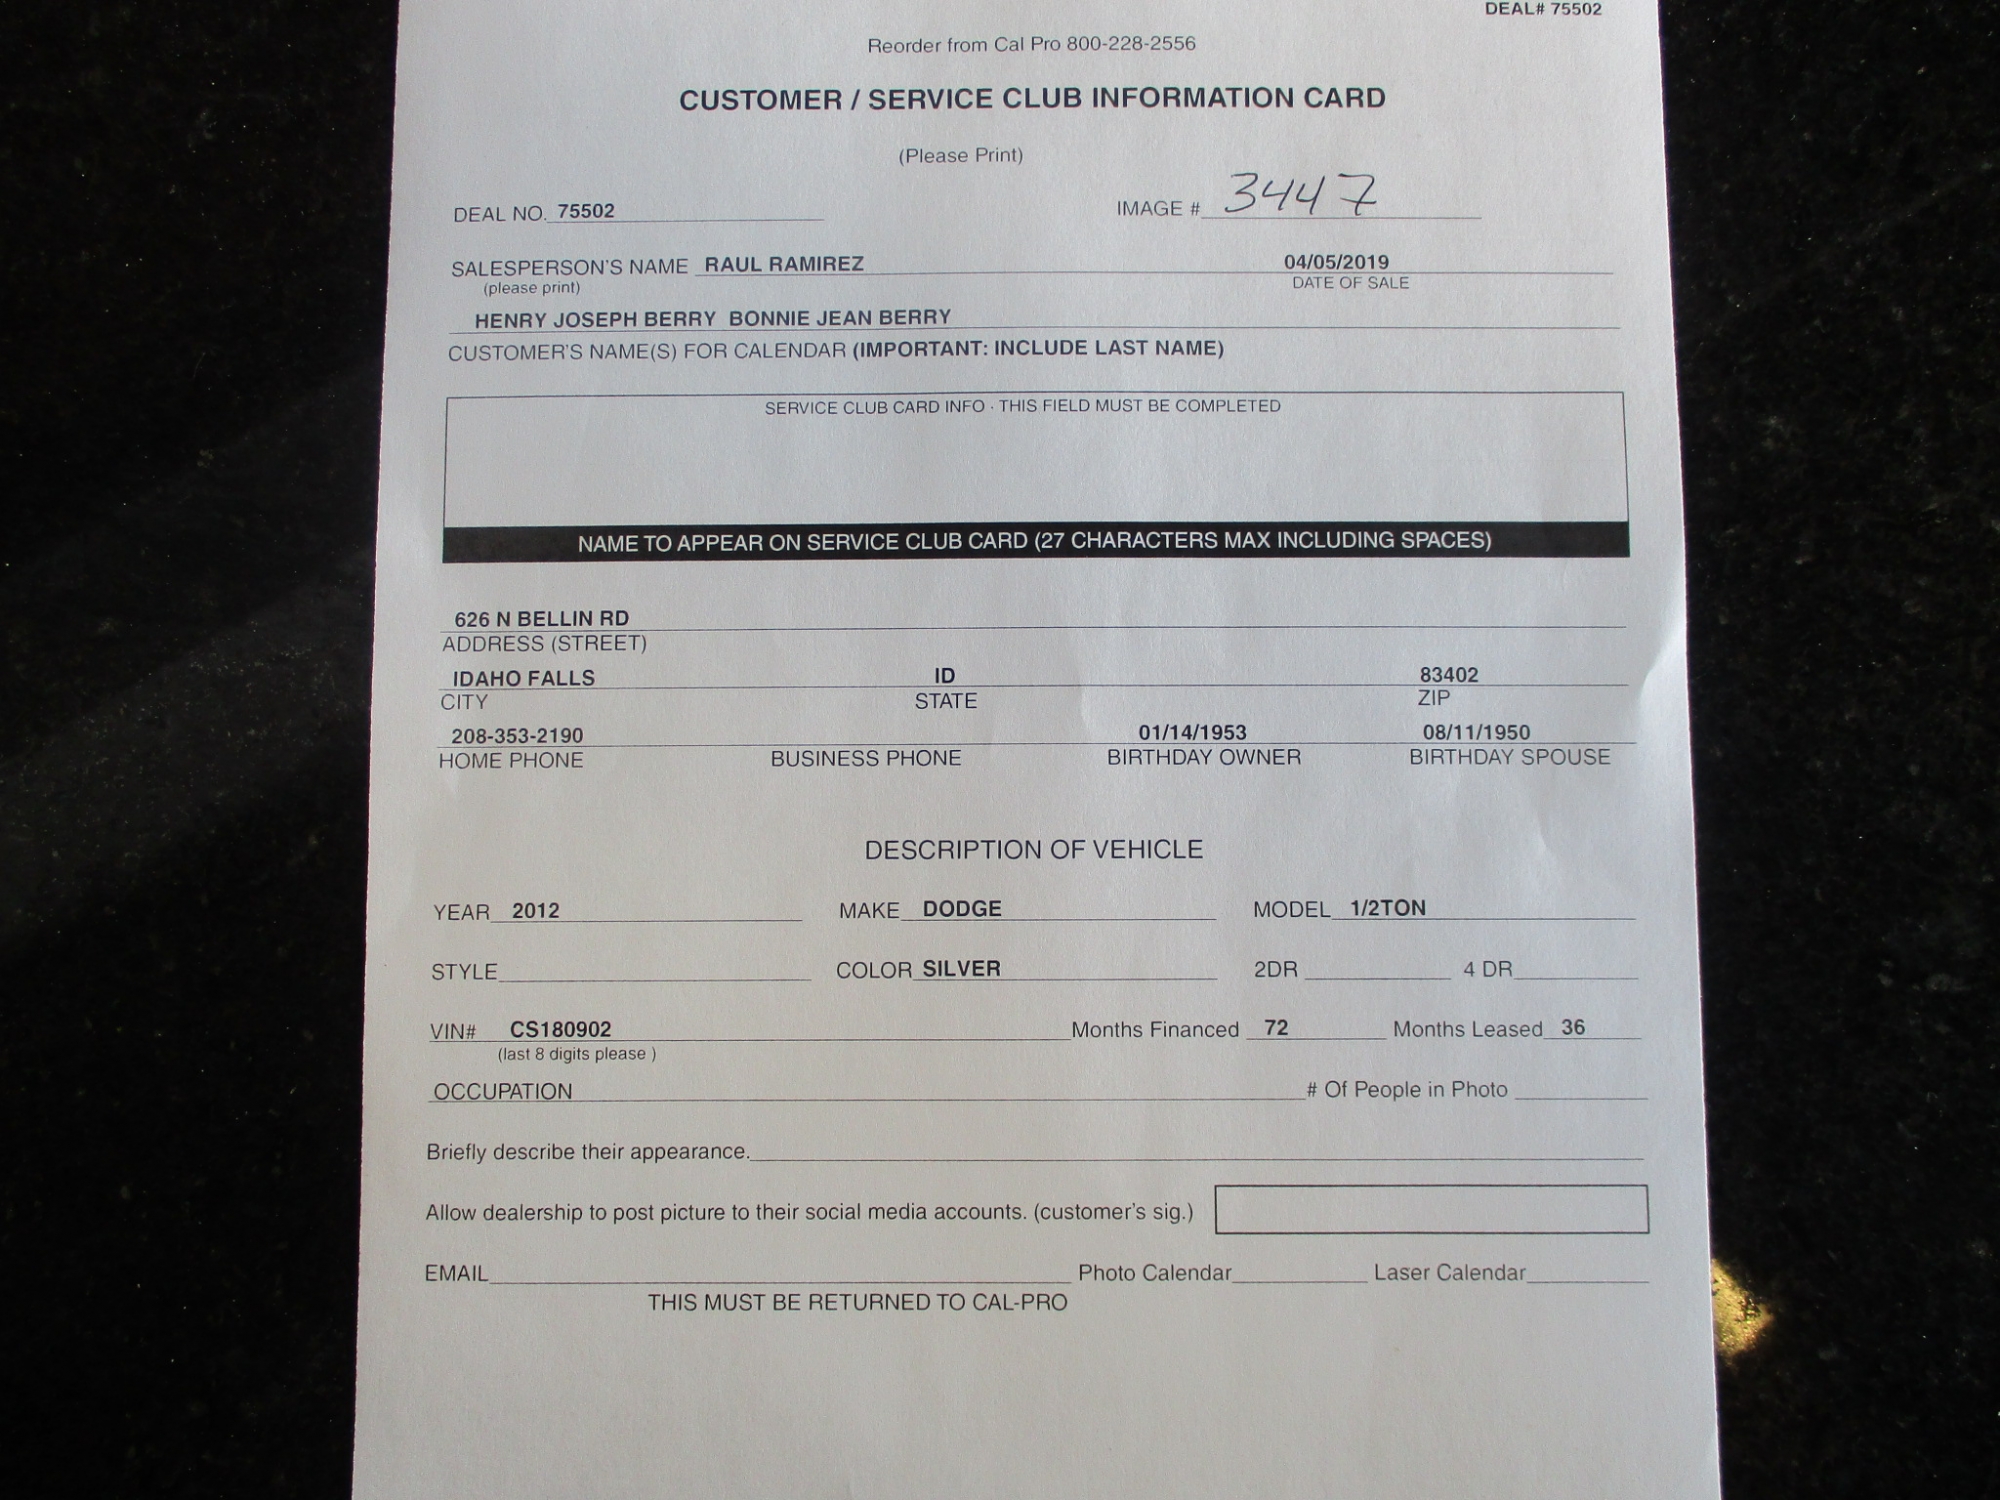 DEAL# 75502
Reorder from Cal Pro 800-228-2556
CUSTOMER / SERVICE CLUB INFORMATION CARD
(Please Print)
DEAL NO. 75502 IMAGE # 3447
SALESPERSON'S NAME RAUL RAMIREZ 04/05/2019
(please print) DATE OF SALE
HENRY JOSEPH BERRY BONNIE JEAN BERRY
CUSTOMER'S NAME(S) FOR CALENDAR (IMPORTANT: INCLUDE LAST NAME)
SERVICE CLUB CARD INFO · THIS FIELD MUST BE COMPLETED
NAME TO APPEAR ON SERVICE CLUB CARD (27 CHARACTERS MAX INCLUDING SPACES)
626 N BELLIN RD
ADDRESS (STREET)
IDAHO FALLS ID 83402
CITY STATE ZIP
208-353-2190 01/14/1953 08/11/1950
HOME PHONE BUSINESS PHONE BIRTHDAY OWNER BIRTHDAY SPOUSE
DESCRIPTION OF VEHICLE
YEAR 2012 MAKE DODGE MODEL 1/2TON
STYLE COLOR SILVER 2DR 4 DR
VIN# CS180902 Months Financed 72 Months Leased 36
(last 8 digits please )
OCCUPATION # Of People in Photo
Briefly describe their appearance.
Allow dealership to post picture to their social media accounts. (customer's sig.)
EMAIL Photo Calendar Laser Calendar
THIS MUST BE RETURNED TO CAL-PRO